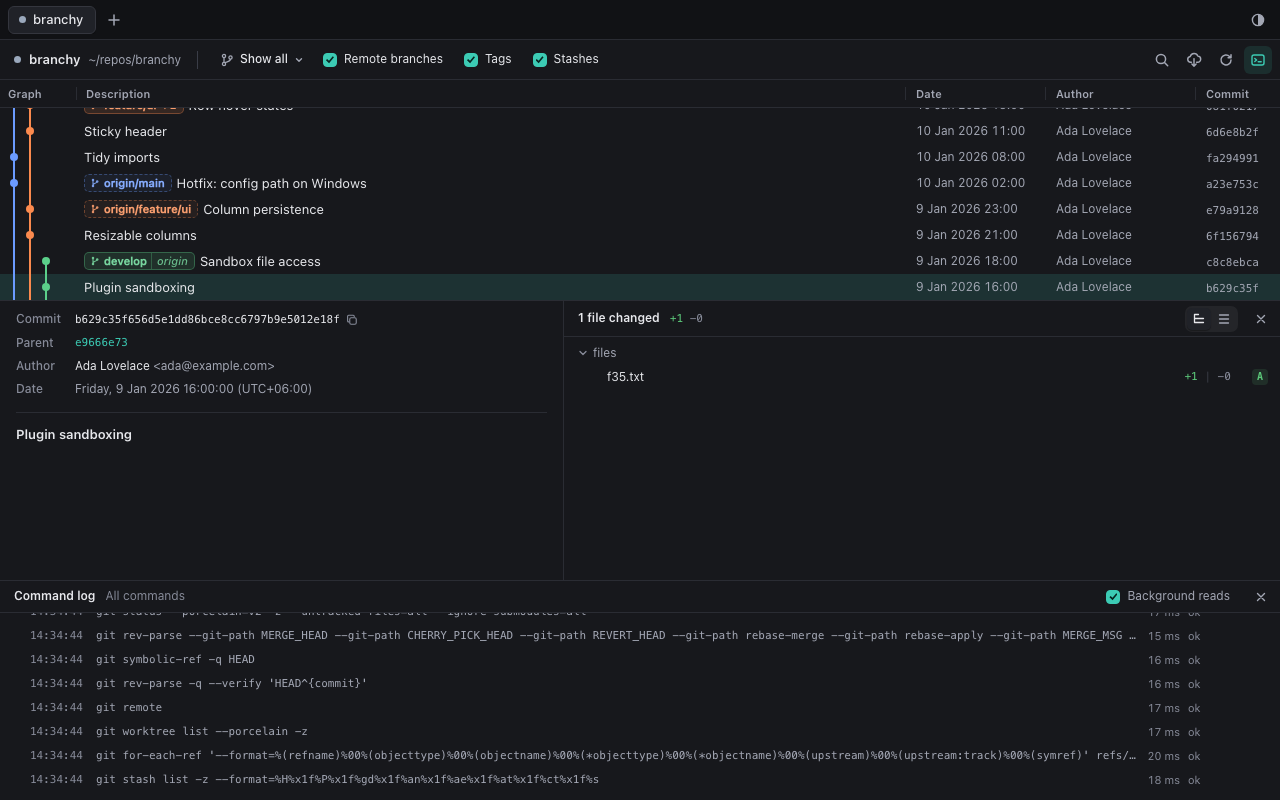 branchy
branchy ~/repos/branchy Show all Remote branches Tags Stashes
Graph Description Date Author Commit
Sticky header 10 Jan 2026 11:00 Ada Lovelace 6d6e8b2f
Tidy imports 10 Jan 2026 08:00 Ada Lovelace fa294991
origin/main Hotfix: config path on Windows 10 Jan 2026 02:00 Ada Lovelace a23e753c
origin/feature/ui Column persistence 9 Jan 2026 23:00 Ada Lovelace e79a9128
Resizable columns 9 Jan 2026 21:00 Ada Lovelace 6f156794
develop origin Sandbox file access 9 Jan 2026 18:00 Ada Lovelace c8c8ebca
Plugin sandboxing 9 Jan 2026 16:00 Ada Lovelace b629c35f
Commit b629c35f656d5e1dd86bce8cc6797b9e5012e18f
Parent e9666e73
Author Ada Lovelace <ada@example.com>
Date Friday, 9 Jan 2026 16:00:00 (UTC+06:00)
Plugin sandboxing
1 file changed +1 −0
files
f35.txt +1 −0 A
Command log All commands Background reads
14:34:44 git rev-parse --git-path MERGE_HEAD --git-path CHERRY_PICK_HEAD --git-path REVERT_HEAD --git-path rebase-merge --git-path rebase-apply --git-path MERGE_MSG … 15 ms ok
14:34:44 git symbolic-ref -q HEAD 16 ms ok
14:34:44 git rev-parse -q --verify 'HEAD^{commit}' 16 ms ok
14:34:44 git remote 17 ms ok
14:34:44 git worktree list --porcelain -z 17 ms ok
14:34:44 git for-each-ref '--format=%(refname)%00%(objecttype)%00%(objectname)%00%(*objecttype)%00%(*objectname)%00(upstream)%00%(upstream:track)%00%(symref)' refs/… 20 ms ok
14:34:44 git stash list -z --format=%H%x1f%P%x1f%gd%x1f%an%x1f%ae%x1f%at%x1f%ct%x1f%s 18 ms ok